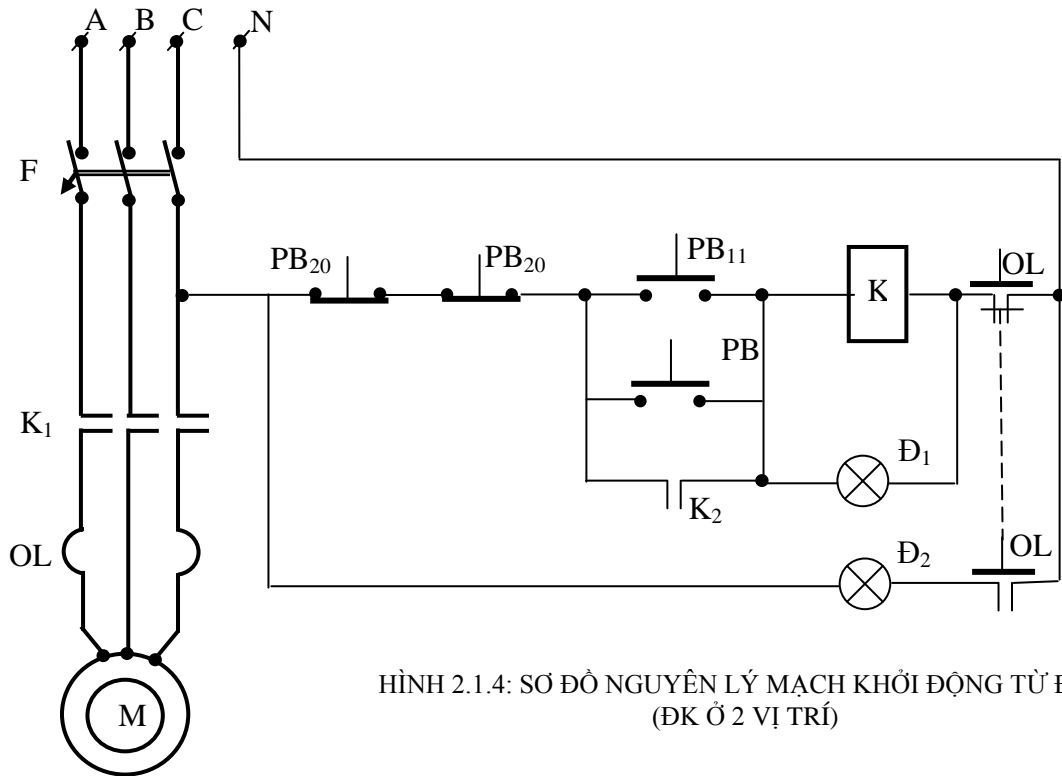 A B C N
F
PB20 PB20 PB11 K OL
PB
K1
K2
Đ1
OL Đ2 OL
M
HÌNH 2.1.4: SƠ ĐỒ NGUYÊN LÝ MẠCH KHỞI ĐỘNG TỪ
(ĐK Ở 2 VỊ TRÍ)